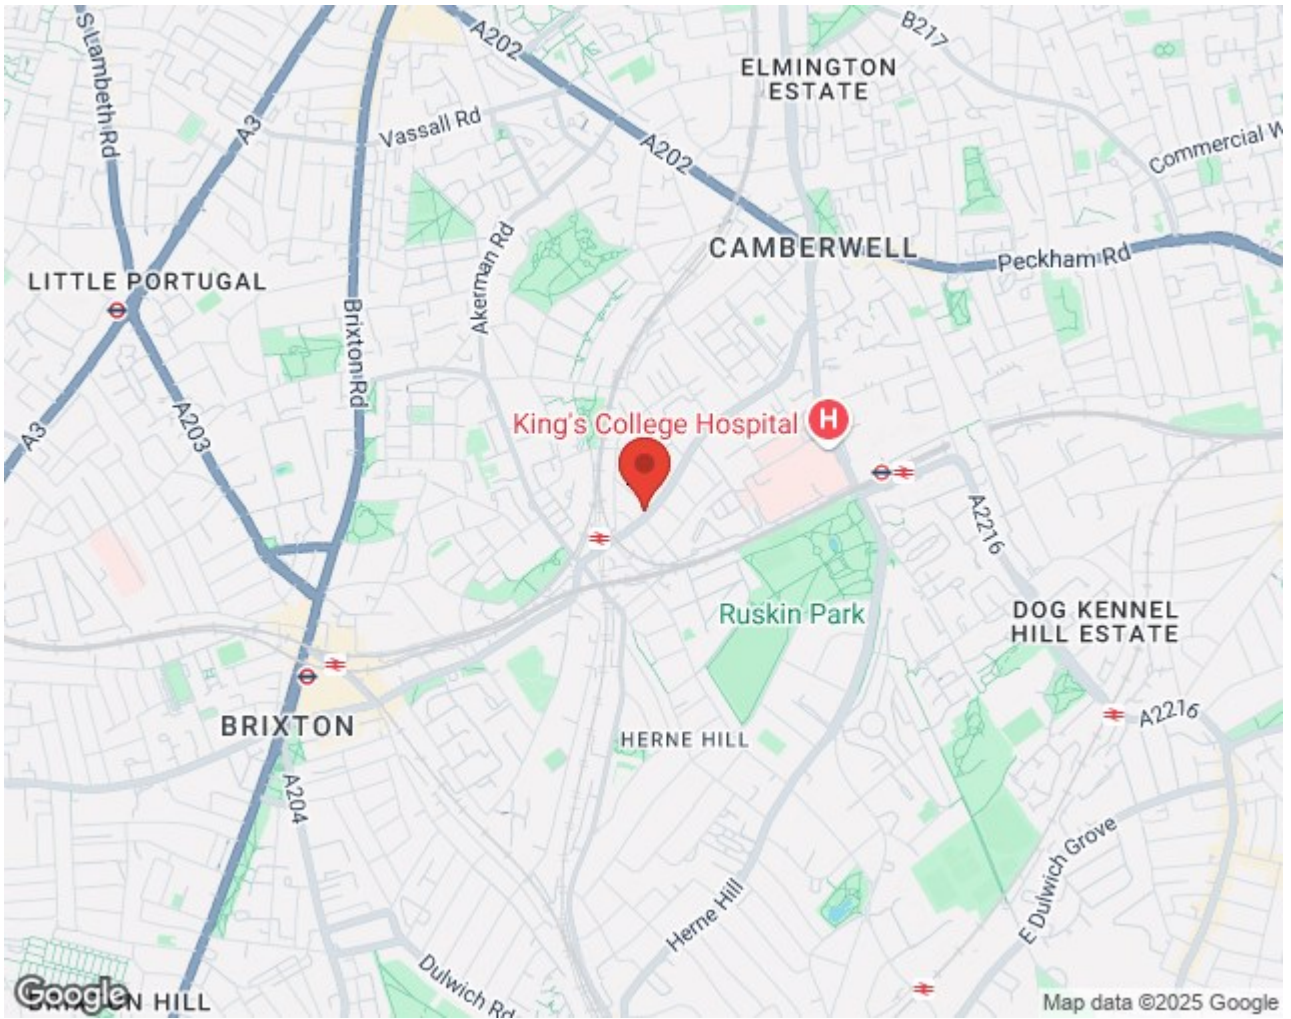 S Lambeth Rd
A202
B217
ELMINGTON
ESTATE
A3
Vassall Rd
A202
Commercial W
Akerman Rd
CAMBERWELL
Peckham Rd
LITTLE PORTUGAL
Brixton Rd
A3
A203
King's College Hospital
H
A2216
Ruskin Park
DOG KENNEL
HILL ESTATE
BRIXTON
A2216
HERNE HILL
A204
E Dulwich Grove
Herne Hill
Dulwich Rd
Google
HILL
Map data ©2025 Google